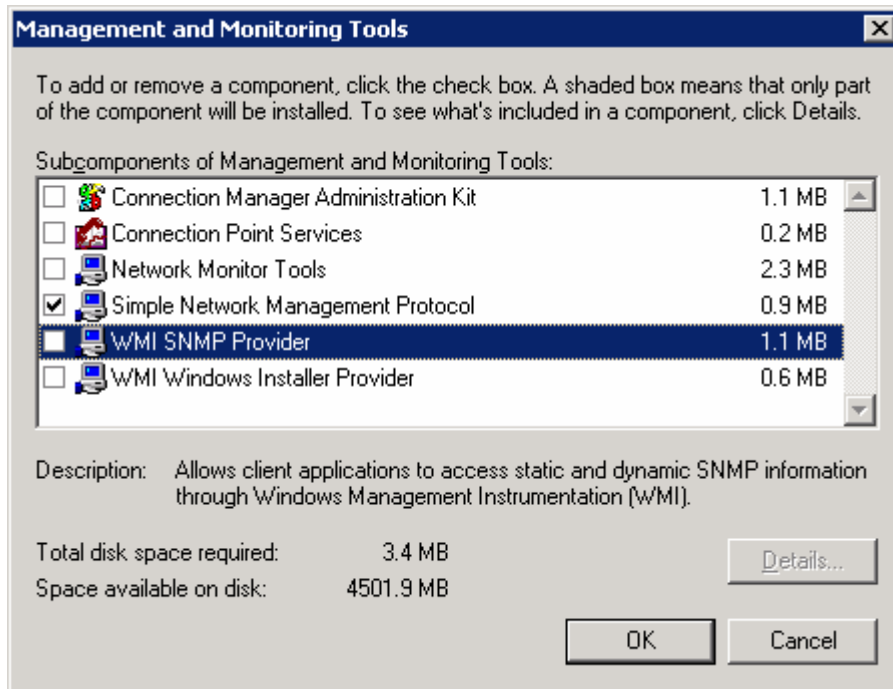 Management and Monitoring Tools
To add or remove a component, click the check box. A shaded box means that only part
of the component will be installed. To see what's included in a component, click Details.
Subcomponents of Management and Monitoring Tools:
Connection Manager Administration Kit 1.1 MB
Connection Point Services 0.2 MB
Network Monitor Tools 2.3 MB
Simple Network Management Protocol 0.9 MB
WMI SNMP Provider 1.1 MB
WMI Windows Installer Provider 0.6 MB
Description: Allows client applications to access static and dynamic SNMP information
through Windows Management Instrumentation (WMI).
Total disk space required: 3.4 MB
Details...
Space available on disk: 4501.9 MB
OK Cancel